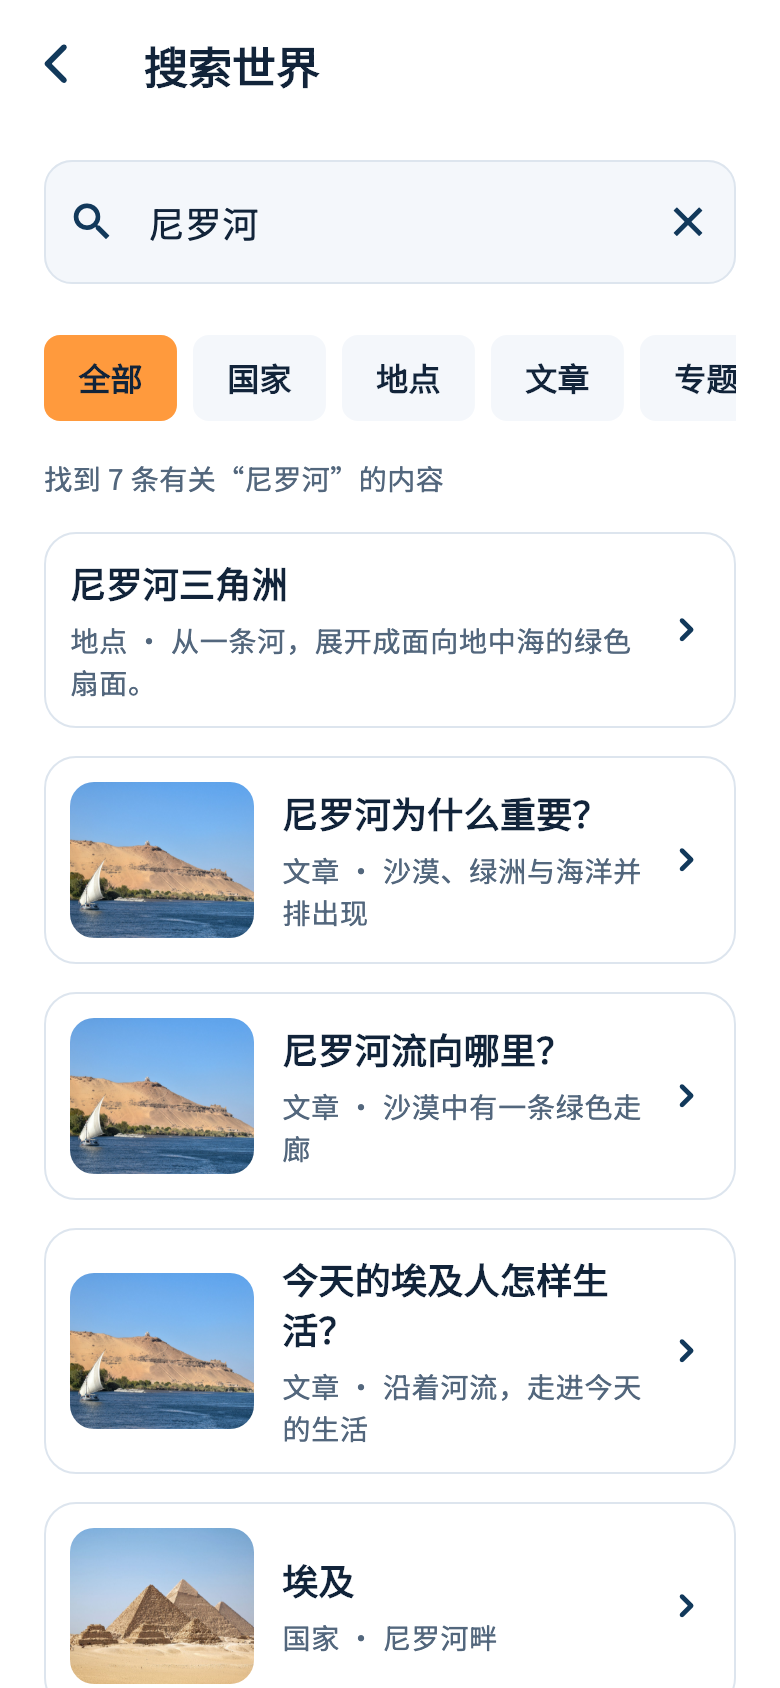 搜索世界
尼罗河
全部
国家
地点
文章
专题
找到 7 条有关“尼罗河”的内容
尼罗河三角洲
地点 · 从一条河，展开成面向地中海的绿色
扇面。
尼罗河为什么重要？
文章 · 沙漠、绿洲与海洋并
排出现
尼罗河流向哪里？
文章 · 沙漠中有一条绿色走
廊
今天的埃及人怎样生
活？
文章 · 沿着河流，走进今天
的生活
埃及
国家 · 尼罗河畔